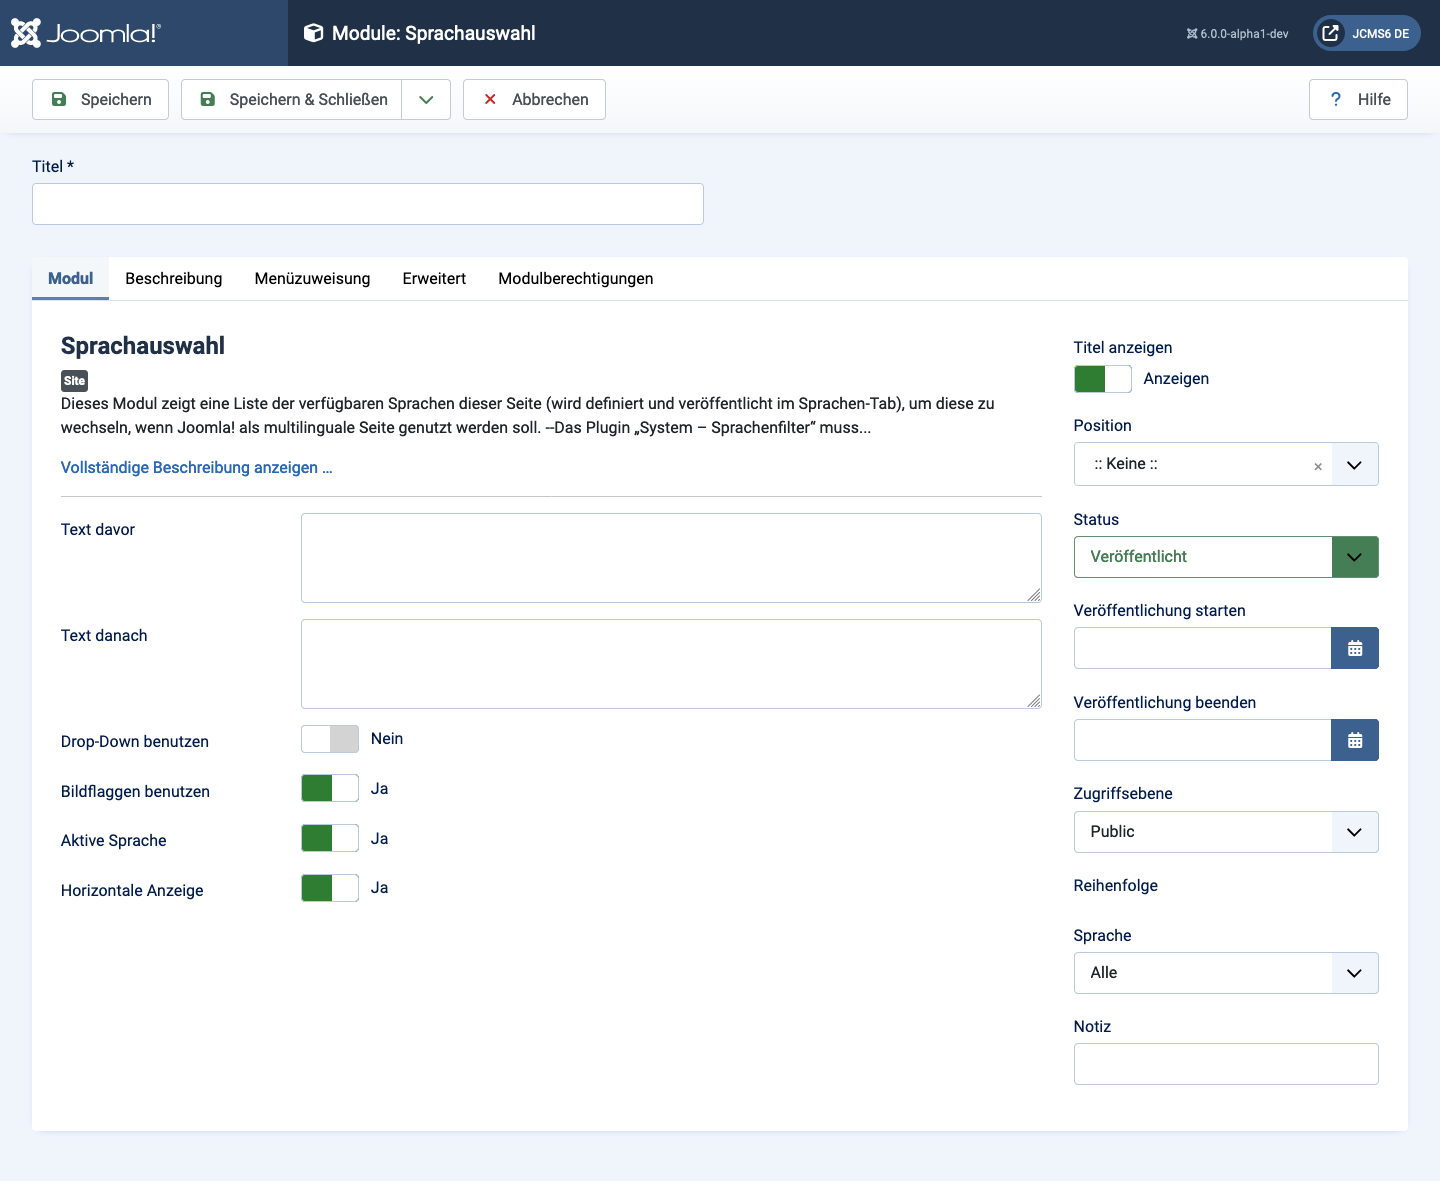 Joomla!®
Module: Sprachauswahl
6.0.0-alpha1-dev
JCMS6 DE
Speichern
Speichern & Schließen
Abbrechen
? Hilfe
Titel *
Modul
Beschreibung
Menüzuweisung
Erweitert
Modulberechtigungen
Sprachauswahl
Site
Dieses Modul zeigt eine Liste der verfügbaren Sprachen dieser Seite (wird definiert und veröffentlicht im Sprachen-Tab), um diese zu
wechseln, wenn Joomla! als multilinguale Seite genutzt werden soll. --Das Plugin „System – Sprachenfilter“ muss...
Vollständige Beschreibung anzeigen ...
Text davor
Text danach
Drop-Down benutzen
Nein
Bildflaggen benutzen
Ja
Aktive Sprache
Ja
Horizontale Anzeige
Ja
Titel anzeigen
Anzeigen
Position
:: Keine ::
×
Status
Veröffentlicht
Veröffentlichung starten
Veröffentlichung beenden
Zugriffsebene
Public
Reihenfolge
Sprache
Alle
Notiz